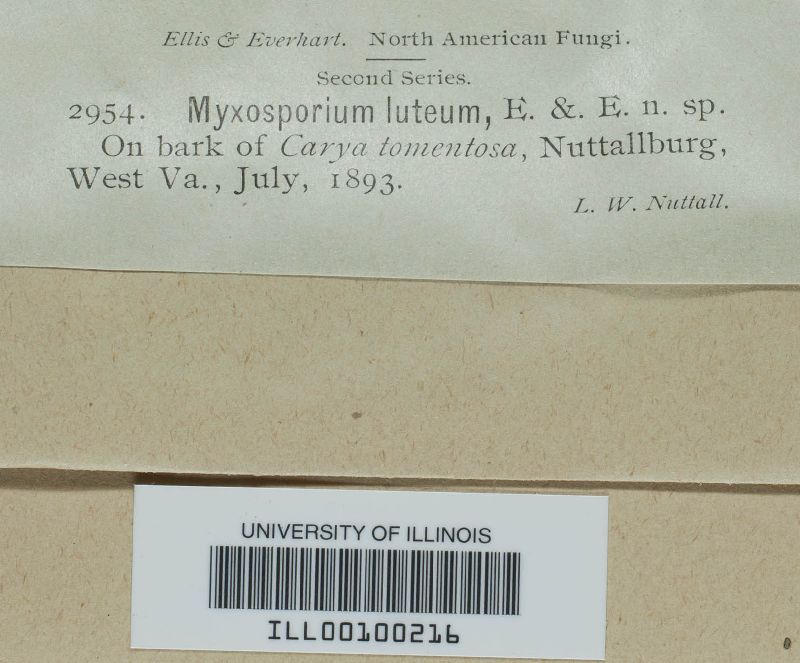 Ellis & Everhart. North American Fungi.
Second Series.
2954. Myxosporium luteum, E. &. E. n. sp.
On bark of Carya tomentosa, Nuttallburg,
West Va., July, 1893.
L. W. Nuttall.
UNIVERSITY OF ILLINOIS
ILL00100216